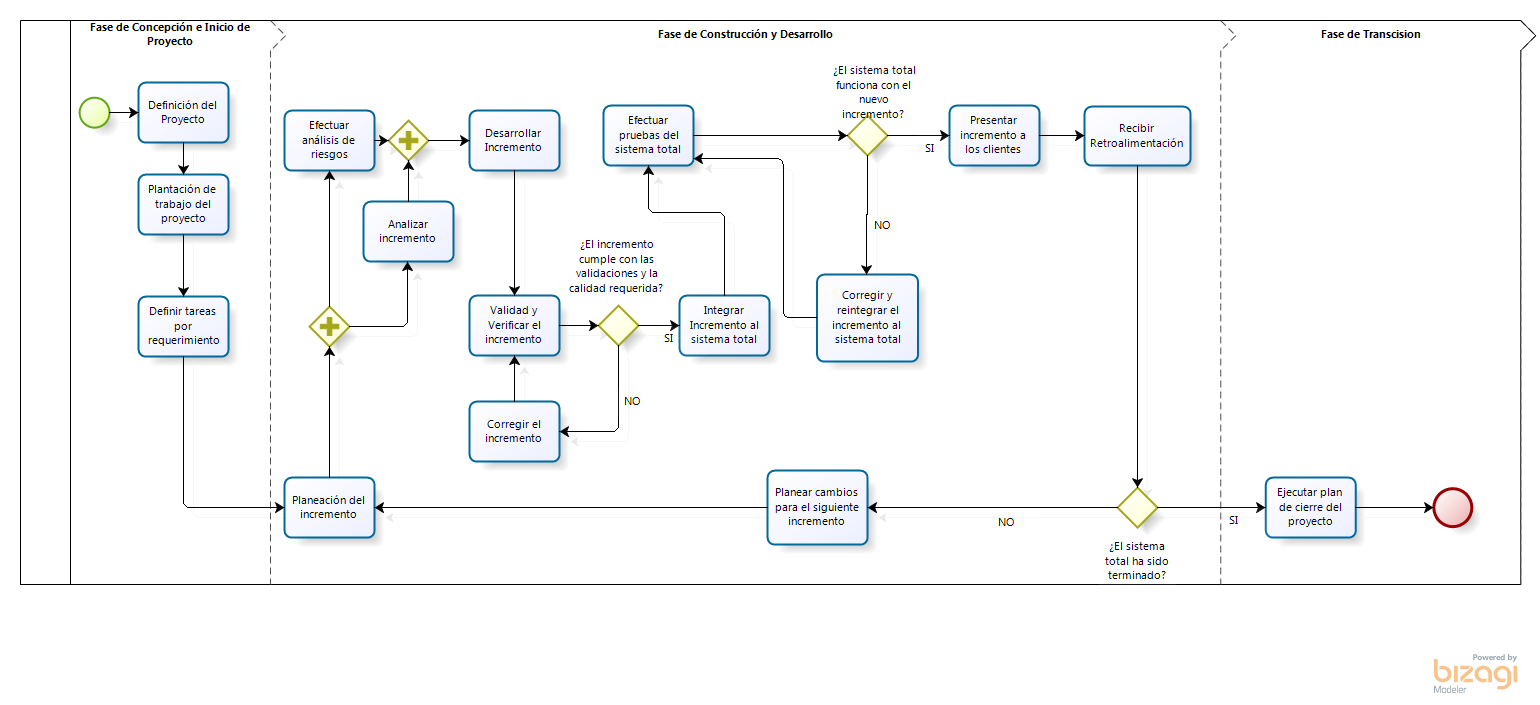 Fase de Concepción e Inicio de
Proyecto
Fase de Construcción y Desarrollo
Fase de Transcision
Definición del
Proyecto
Plantación de
trabajo del
proyecto
Definir tareas
por
requerimiento
Efectuar
análisis de
riesgos
Analizar
incremento
Planeación del
incremento
Desarrollar
Incremento
Validad y
Verificar el
incremento
Corregir el
incremento
¿El incremento
cumple con las
validaciones y la
calidad requerida?
SI
NO
Integrar
Incremento al
sistema total
Efectuar
pruebas del
sistema total
¿El sistema total
funciona con el
nuevo
incremento?
SI
NO
Corregir y
reintegrar el
incremento al
sistema total
Presentar
incremento a
los clientes
Recibir
Retroalimentación
¿El sistema
total ha sido
terminado?
NO
SI
Planear cambios
para el siguiente
incremento
Ejecutar plan
de cierre del
proyecto
Powered by
bizagi
Modeler